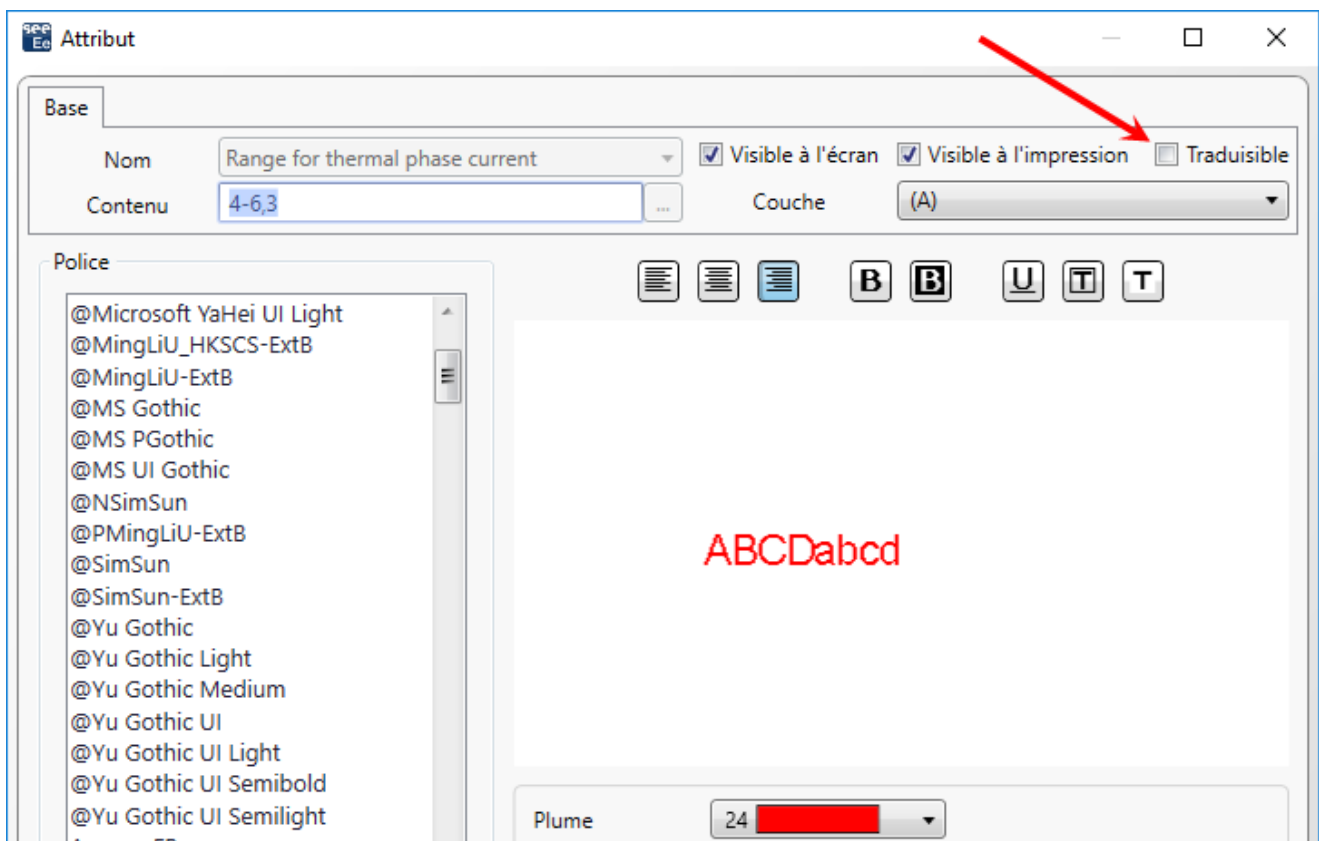 see Ee Attribut
Base
Nom Range for thermal phase current Visible à l'écran Visible à l'impression Traduisible
Contenu 4-6,3 ... Couche (A)
Police
B B U T T
@Microsoft YaHei UI Light
@MingLiU_HKSCS-ExtB
@MingLiU-ExtB
@MS Gothic
@MS PGothic
@MS UI Gothic
@NSimSun
@PMingLiU-ExtB
@SimSun
@SimSun-ExtB
@Yu Gothic
@Yu Gothic Light
@Yu Gothic Medium
@Yu Gothic UI
@Yu Gothic UI Light
@Yu Gothic UI Semibold
@Yu Gothic UI Semilight
ABCDabcd
Plume 24